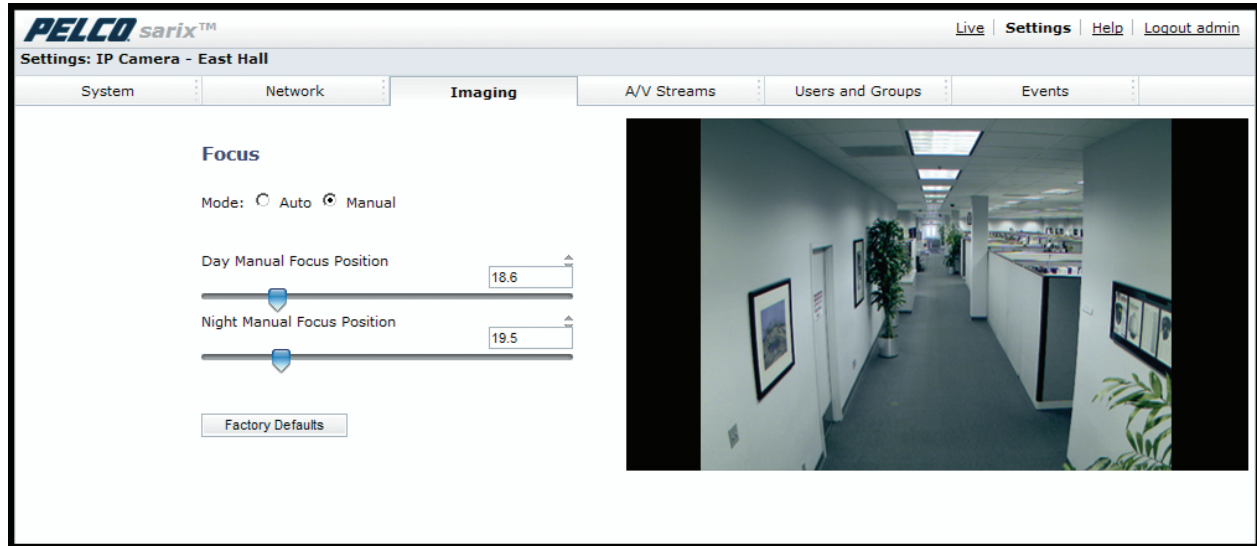 PELCO sarix™
Live | Settings | Help | Logout admin
Settings: IP Camera - East Hall
System Network Imaging A/V Streams Users and Groups Events
Focus
Mode: Auto Manual
Day Manual Focus Position
18.6
Night Manual Focus Position
19.5
Factory Defaults